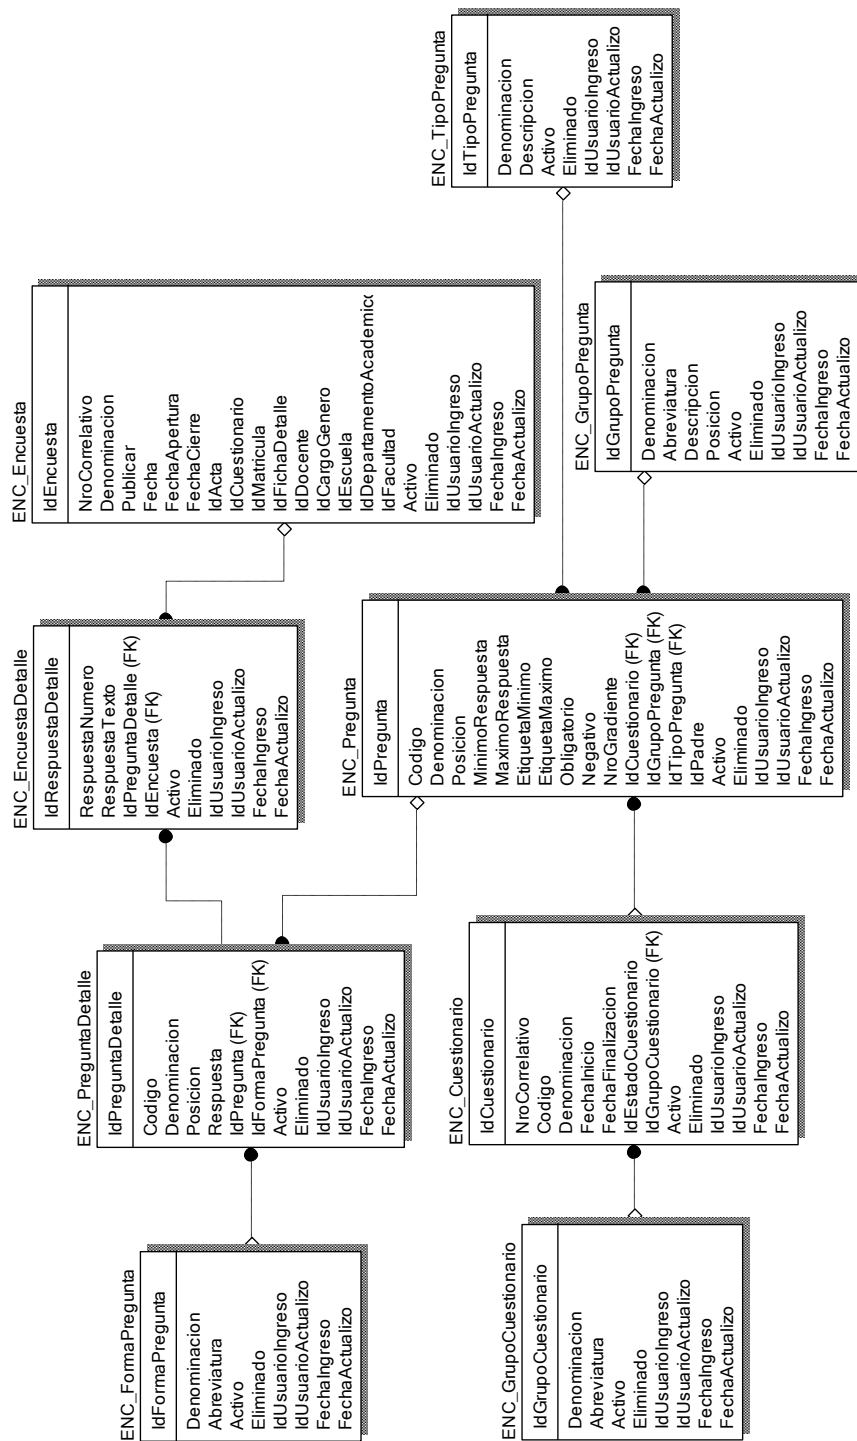 ENC_FormaPregunta
IdFormaPregunta
Denominacion
Abreviatura
Activo
Eliminado
IdUsuarioIngreso
IdUsuarioActualizo
FechaIngreso
FechaActualizo
ENC_PreguntaDetalle
IdPreguntaDetalle
Codigo
Denominacion
Posicion
Respuesta
IdPregunta (FK)
IdFormaPregunta (FK)
Activo
Eliminado
IdUsuarioIngreso
IdUsuarioActualizo
FechaIngreso
FechaActualizo
ENC_EncuestaDetalle
IdRespuestaDetalle
RespuestaNumero
RespuestaTexto
IdPreguntaDetalle (FK)
IdEncuesta (FK)
Activo
Eliminado
IdUsuarioIngreso
IdUsuarioActualizo
FechaIngreso
FechaActualizo
ENC_Encuesta
IdEncuesta
NroCorrelativo
Denominacion
Publicar
Fecha
FechaApertura
FechaCierre
IdActa
IdCuestionario
IdMatricula
IdFichaDetalle
IdDocente
IdCargoGenero
IdEscuela
IdDepartamentoAcademico
IdFacultad
Activo
Eliminado
IdUsuarioIngreso
IdUsuarioActualizo
FechaIngreso
FechaActualizo
ENC_GrupoCuestionario
IdGrupoCuestionario
Denominacion
Abreviatura
Activo
Eliminado
IdUsuarioIngreso
IdUsuarioActualizo
FechaIngreso
FechaActualizo
ENC_Cuestionario
IdCuestionario
NroCorrelativo
Codigo
Denominacion
FechaInicio
FechaFinalizacion
IdEstadoCuestionario
IdGrupoCuestionario (FK)
Activo
Eliminado
IdUsuarioIngreso
IdUsuarioActualizo
FechaIngreso
FechaActualizo
ENC_Pregunta
IdPregunta
Codigo
Denominacion
Posicion
MinimoRespuesta
MaximoRespuesta
EtiquetaMinimo
EtiquetaMaximo
Obligatorio
Negativo
NroGradiente
IdCuestionario (FK)
IdGrupoPregunta (FK)
IdTipoPregunta (FK)
IdPadre
Activo
Eliminado
IdUsuarioIngreso
IdUsuarioActualizo
FechaIngreso
FechaActualizo
ENC_GrupoPregunta
IdGrupoPregunta
Denominacion
Abreviatura
Descripcion
Posicion
Activo
Eliminado
IdUsuarioIngreso
IdUsuarioActualizo
FechaIngreso
FechaActualizo
ENC_TipoPregunta
IdTipoPregunta
Denominacion
Descripcion
Activo
Eliminado
IdUsuarioIngreso
IdUsuarioActualizo
FechaIngreso
FechaActualizo